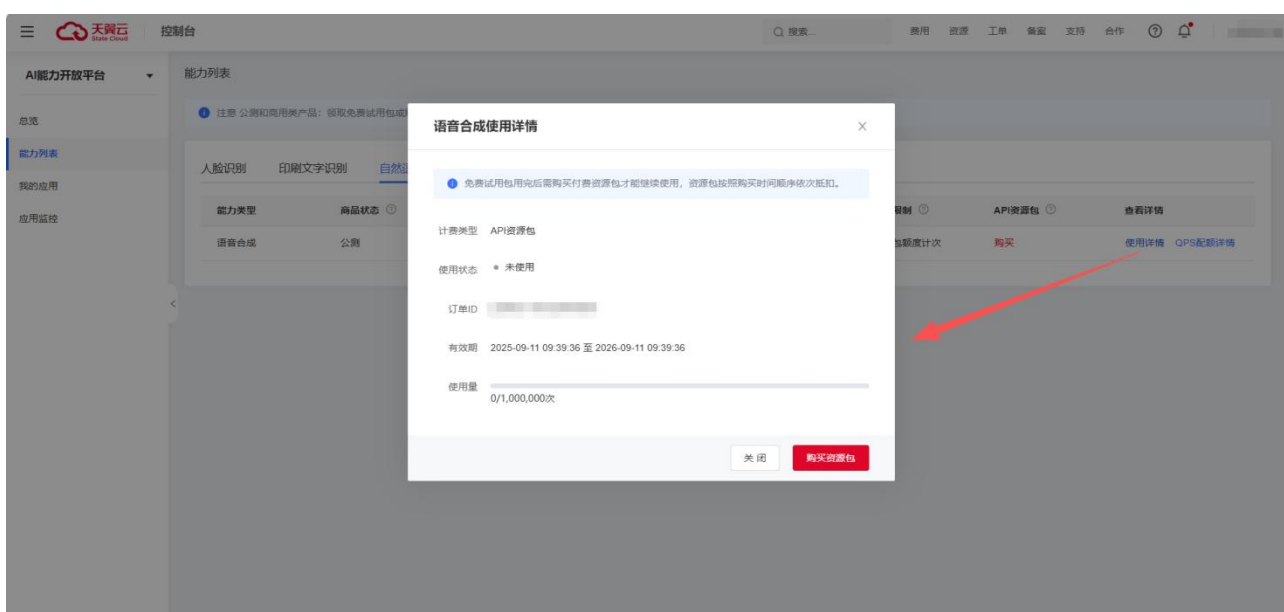 天翼云
State Cloud
控制台
搜索...
费用 资源 工单 备案 支持 合作
AI能力开放平台
能力列表
总览
能力列表
我的应用
应用监控
注意 公测和商用类产品：领取免费试用包或
人脸识别 印刷文字识别 自然
能力类型 商品状态 限制 API资源包 查看详情
语音合成 公测 包额度计次 购买 使用详情 QPS配额详情
语音合成使用详情
免费试用包用完后需购买付费资源包才能继续使用，资源包按照购买时间顺序依次抵扣。
计费类型 API资源包
使用状态 未使用
订单ID
有效期 2025-09-11 09:39:36 至 2026-09-11 09:39:36
使用量
0/1,000,000次
关闭 购买资源包